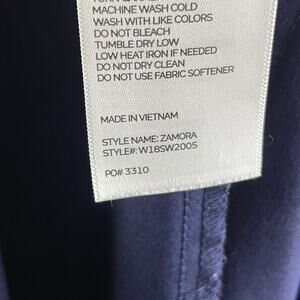 MACHINE WASH COLD
WASH WITH LIKE COLORS
DO NOT BLEACH
TUMBLE DRY LOW
LOW HEAT IRON IF NEEDED
DO NOT DRY CLEAN
DO NOT USE FABRIC SOFTENER
MADE IN VIETNAM
STYLE NAME: ZAMORA
STYLE#: W18SW2005
PO# 3310